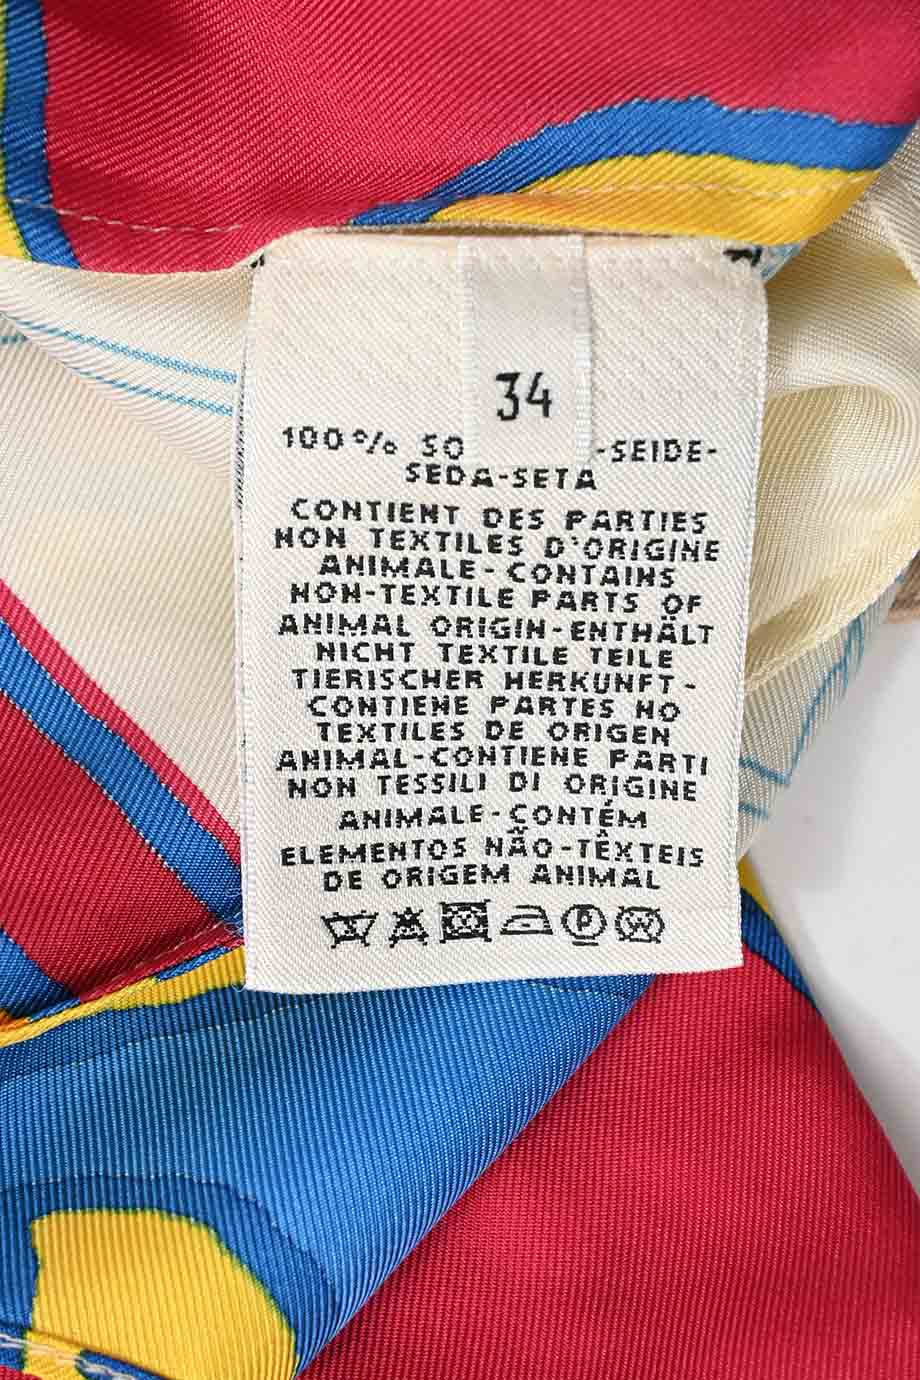 34
100% SO -SEIDE-
SEDA-SETA
CONTIENT DES PARTIES
NON TEXTILES D'ORIGINE
ANIMALE-CONTAINS
NON-TEXTILE PARTS OF
ANIMAL ORIGIN-ENTHÄLT
NICHT TEXTILE TEILE
TIERISCHER HERKUNFT-
CONTIENE PARTES NO
TEXTILES DE ORIGEN
ANIMAL-CONTIENE PARTI
NON TESSILI DI ORIGINE
ANIMALE-CONTÉM
ELEMENTOS NÃO-TÊXTEIS
DE ORIGEM ANIMAL
P W